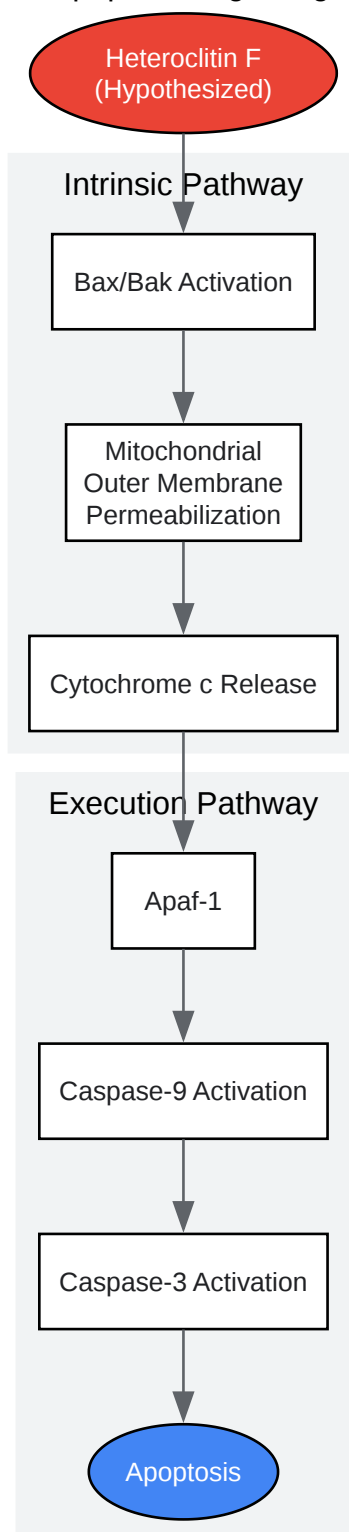 Heteroclitin F
(Hypothesized)
Intrinsic Pathway
Bax/Bak Activation
Mitochondrial
Outer Membrane
Permeabilization
Cytochrome c Release
Execution Pathway
Apaf-1
Caspase-9 Activation
Caspase-3 Activation
Apoptosis